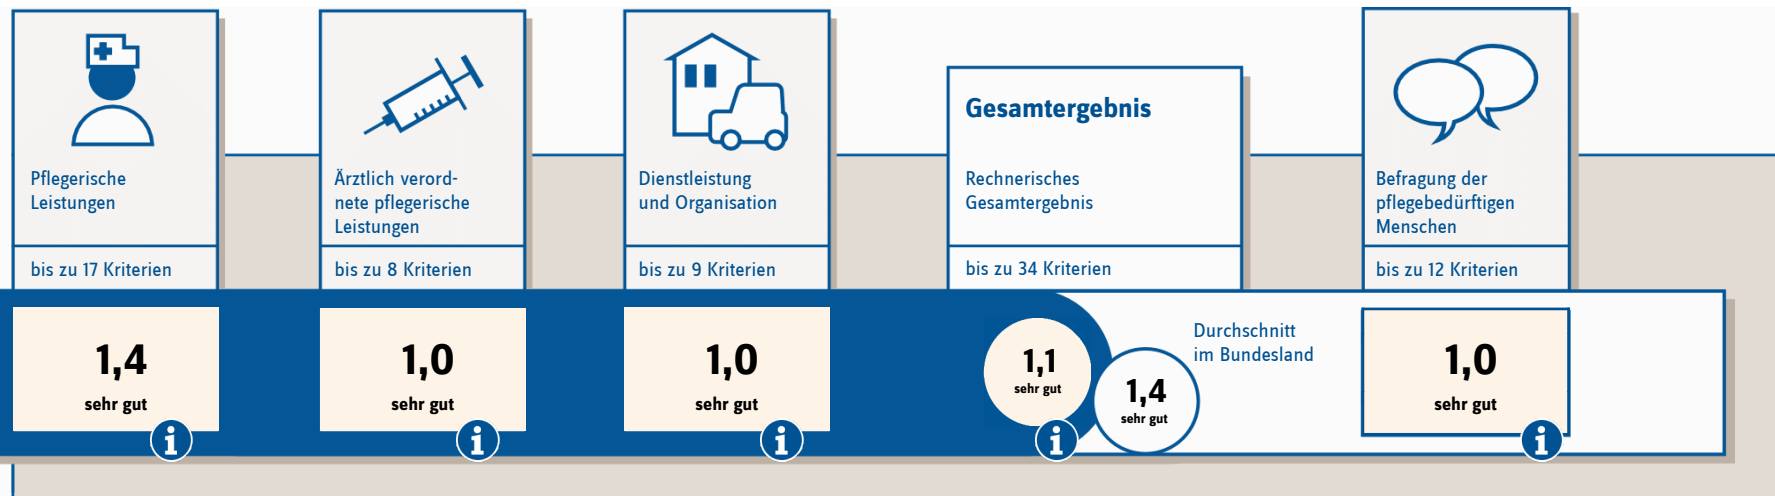 Pflegerische
Leistungen
bis zu 17 Kriterien
1,4
sehr gut
i
Ärztlich verord-
nete pflegerische
Leistungen
bis zu 8 Kriterien
1,0
sehr gut
i
Dienstleistung
und Organisation
bis zu 9 Kriterien
1,0
sehr gut
i
Gesamtergebnis
Rechnerisches
Gesamtergebnis
bis zu 34 Kriterien
1,1
sehr gut
i
1,4
sehr gut
Durchschnitt
im Bundesland
Befragung der
pflegebedürftigen
Menschen
bis zu 12 Kriterien
1,0
sehr gut
i